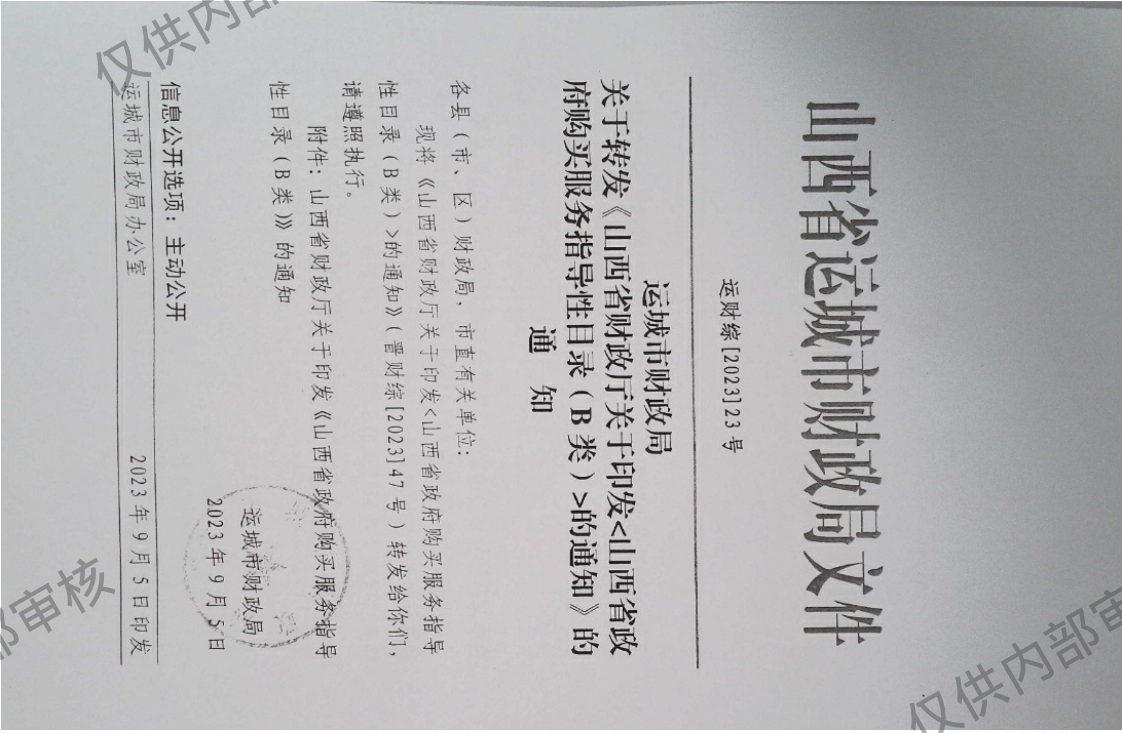 山西省运城市财政局文件
运财综[2023]23号
运城市财政局
关于转发《山西省财政厅关于印发<山西省政
府购买服务指导性目录(B类)>的通知》的
通 知
各县(市、区)财政局,市直有关单位:
现将《山西省财政厅关于印发<山西省政府购买服务指导
性目录(B类)>的通知》(晋财综[2023]47号)转发给你们,
请遵照执行。
附件:山西省财政厅关于印发《山西省政府购买服务指导
性目录(B类)》的通知
运城市财政局
2023年9月5日
信息公开选项:主动公开
运城市财政局办公室 2023年9月5日印发
仅供内部
部审核
仅供内部审